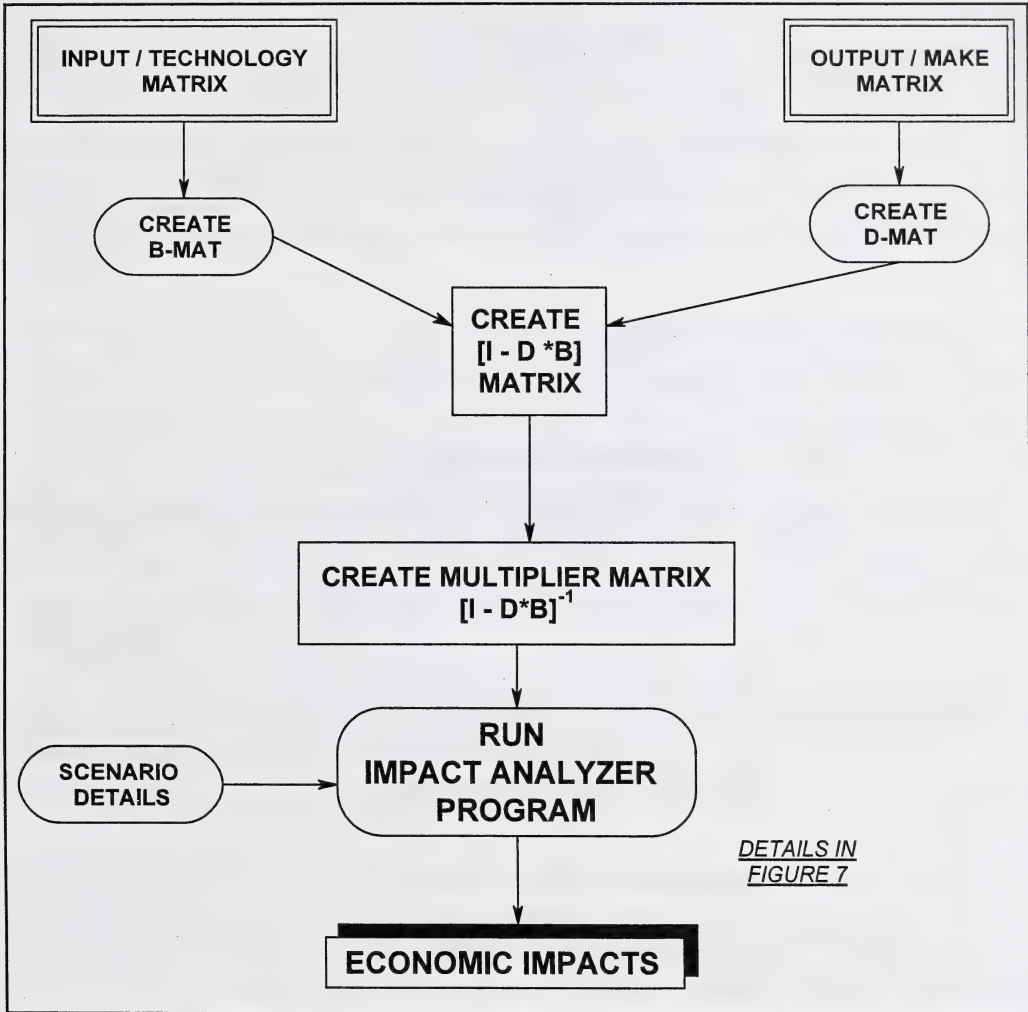 INPUT / TECHNOLOGY
MATRIX
OUTPUT / MAKE
MATRIX
CREATE
B-MAT
CREATE
D-MAT
CREATE
[I - D *B]
MATRIX
CREATE MULTIPLIER MATRIX
[I - D*B]⁻¹
RUN
IMPACT ANALYZER
PROGRAM
SCENARIO
DETAILS
DETAILS IN
FIGURE 7
ECONOMIC IMPACTS